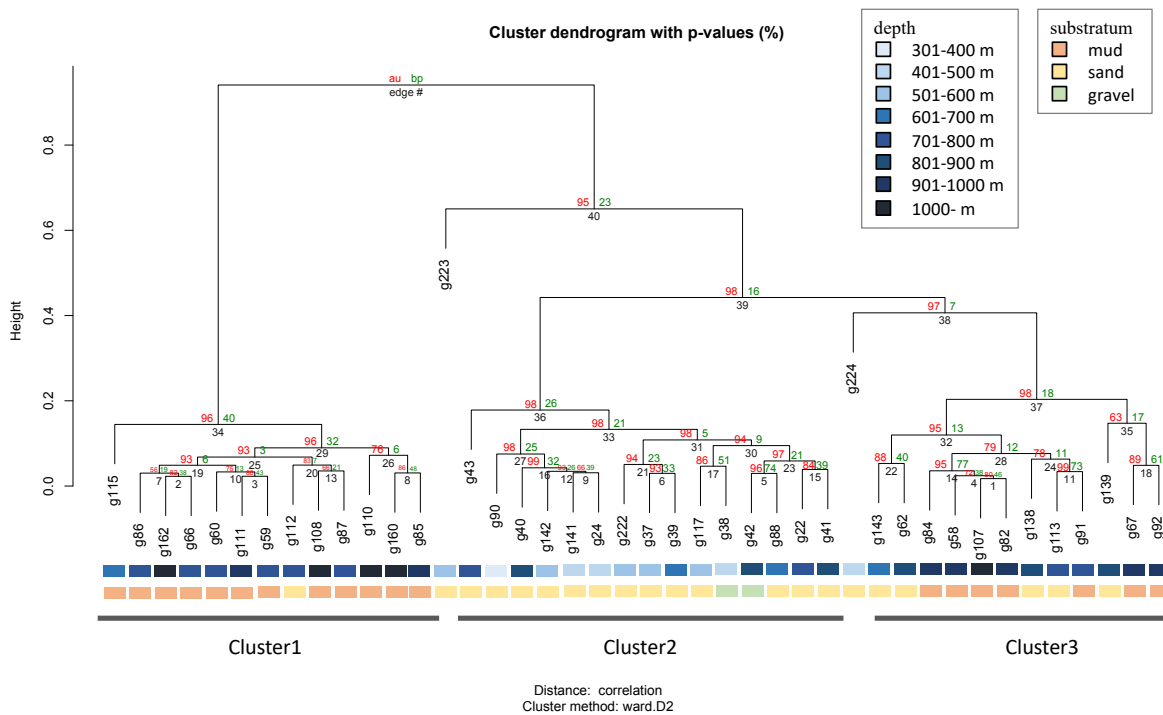 Cluster dendrogram with p-values (%)
depth
301-400 m
401-500 m
501-600 m
601-700 m
701-800 m
801-900 m
901-1000 m
1000- m
substratum
mud
sand
gravel
Height
0.0
0.2
0.4
0.6
0.8
au bp
edge #
95 23
40
98 16
39
97 7
38
98 18
37
96 40
34
96 32
29
93 3
25
93 6
19
7
2
10
3
20
13
76 6
26
86 48
8
98 26
36
98 21
33
98 25
27
99 32
16
12
66 39
9
98 5
31
94 23
21
93 33
6
94 9
30
86 51
17
21
23
96 74
5
84 39
15
95 13
32
88 40
22
79 12
28
95 77
14
4
80 46
1
78 11
24
99 73
11
63 17
35
89 61
18
g115
g86
g162
g66
g60
g111
g59
g112
g108
g87
g110
g160
g85
g223
g43
g90
g40
g142
g141
g24
g222
g37
g39
g117
g38
g42
g88
g22
g41
g224
g143
g62
g84
g58
g107
g82
g138
g113
g91
g139
g67
g92
Cluster1
Cluster2
Cluster3
Distance: correlation
Cluster method: ward.D2